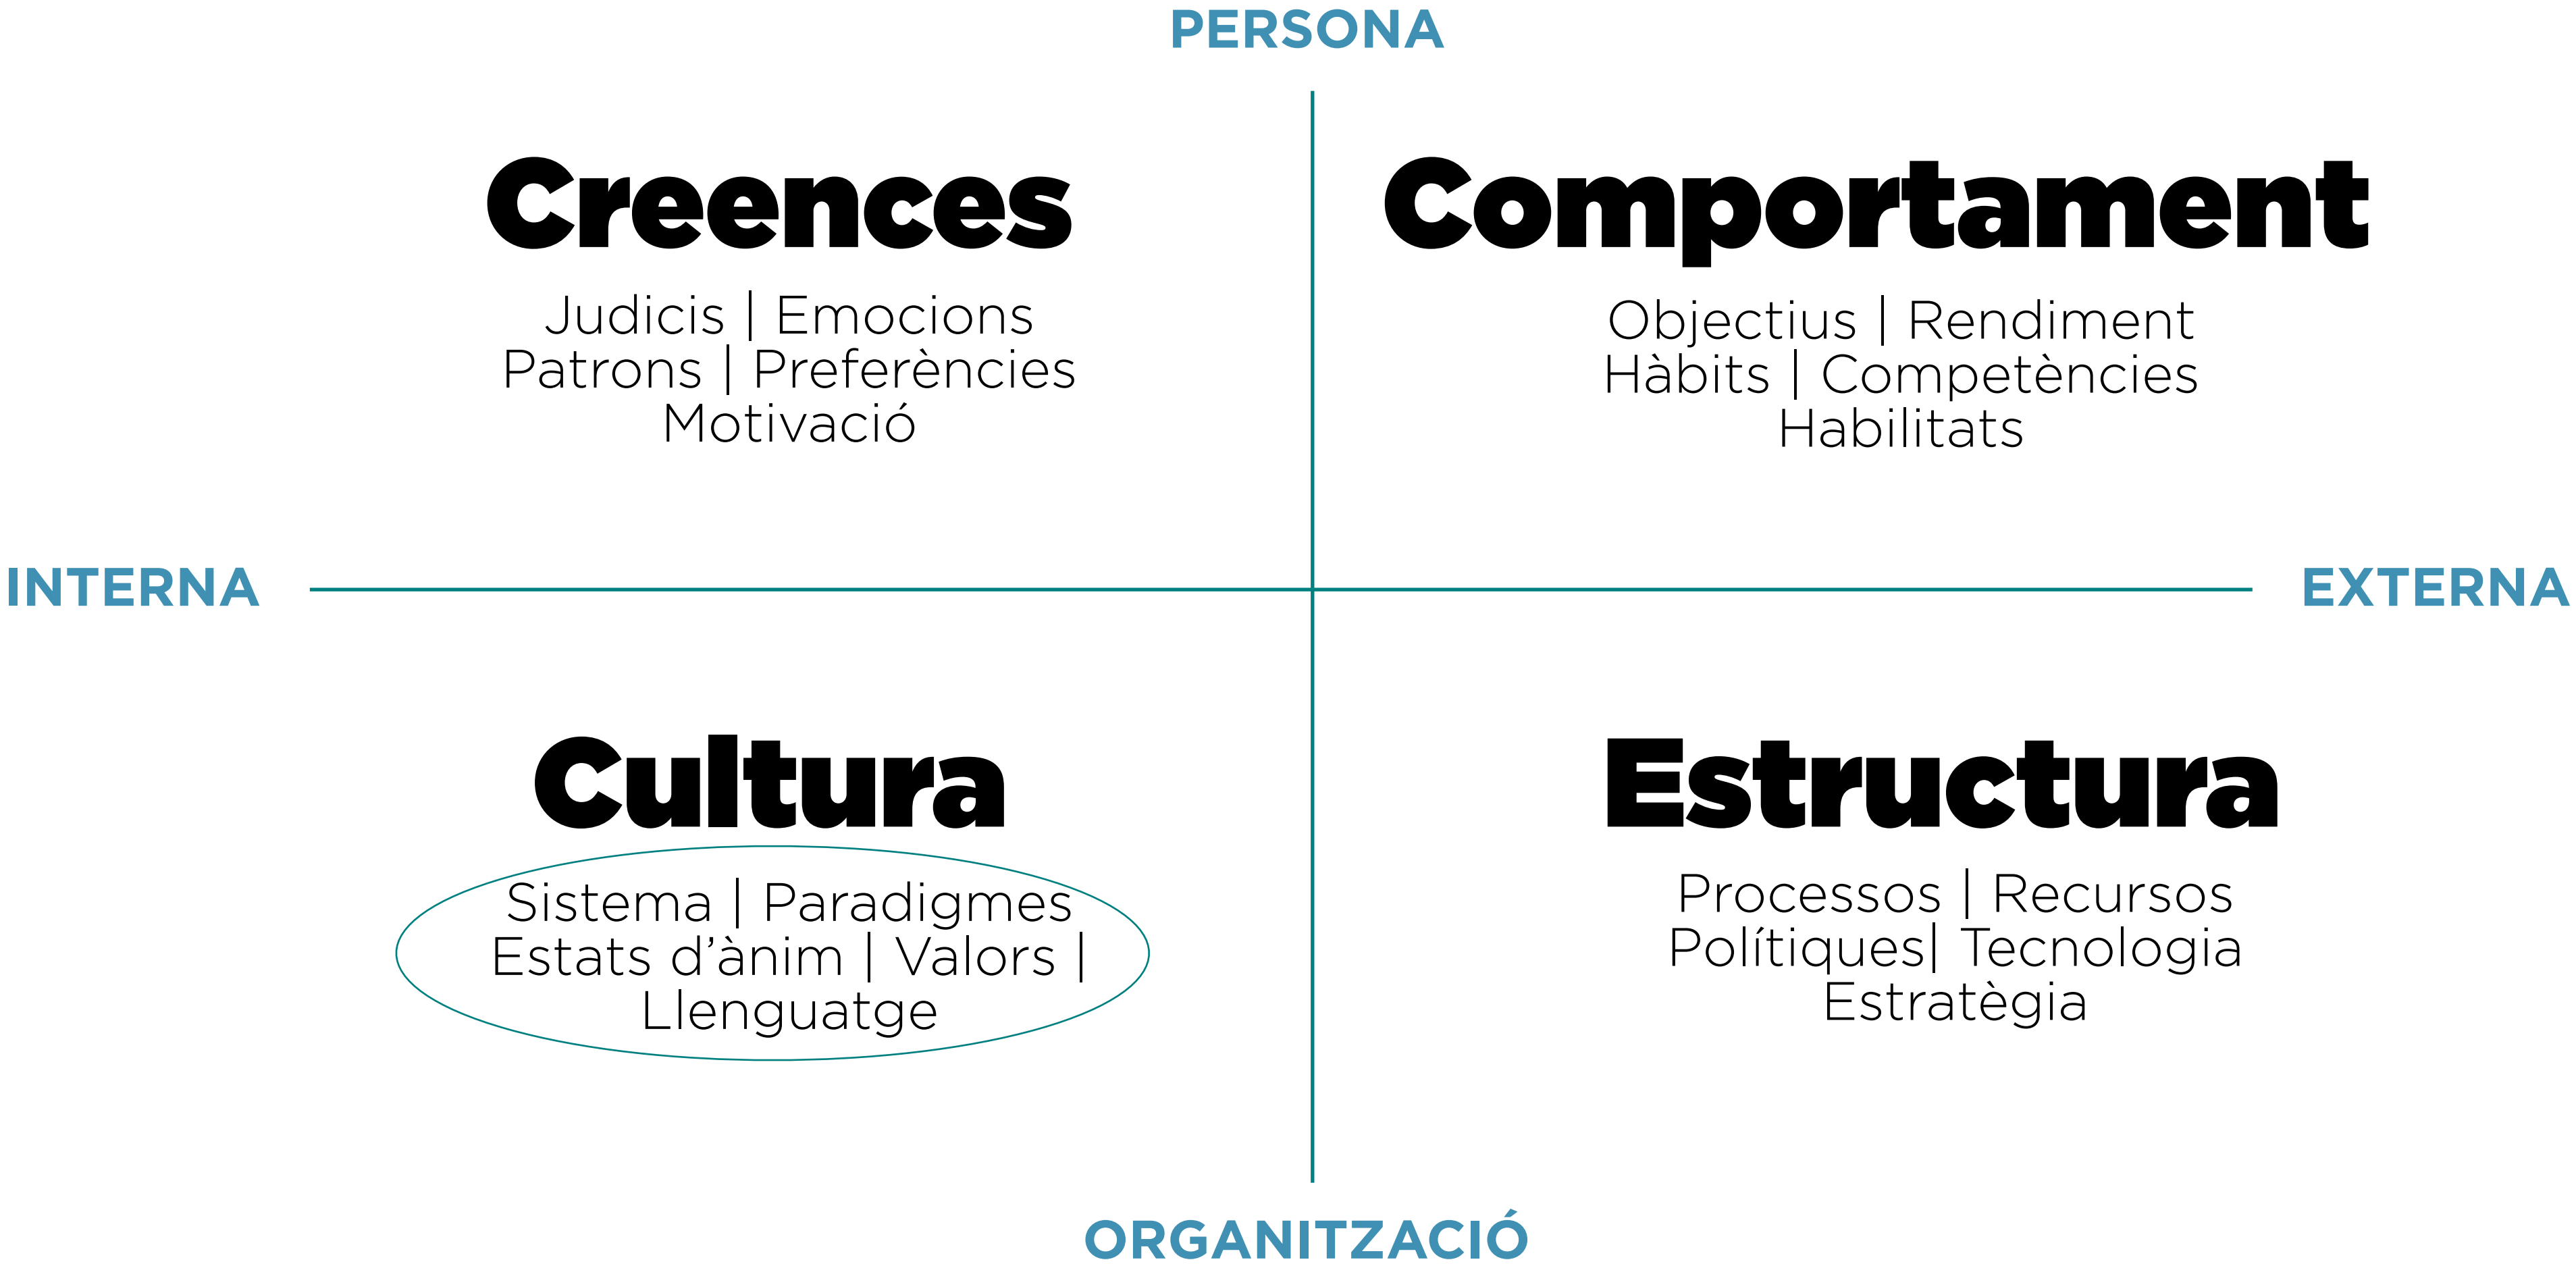 PERSONA
Creences
Judicis | Emocions
Patrons | Preferències
Motivació
Comportament
Objectius | Rendiment
Hàbits | Competències
Habilitats
INTERNA
EXTERNA
Cultura
Sistema | Paradigmes
Estats d’ànim | Valors |
Llenguatge
Estructura
Processos | Recursos
Polítiques| Tecnologia
Estratègia
ORGANITZACIÓ